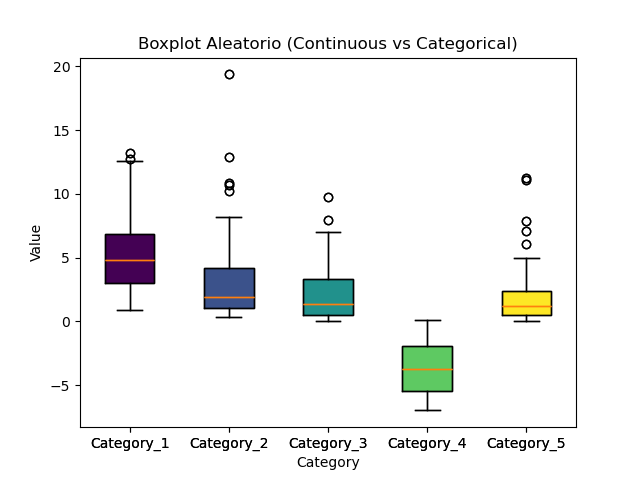 Boxplot Aleatorio (Continuous vs Categorical)
20
15
10
5
0
−5
Value
Category_1 Category_2 Category_3 Category_4 Category_5
Category